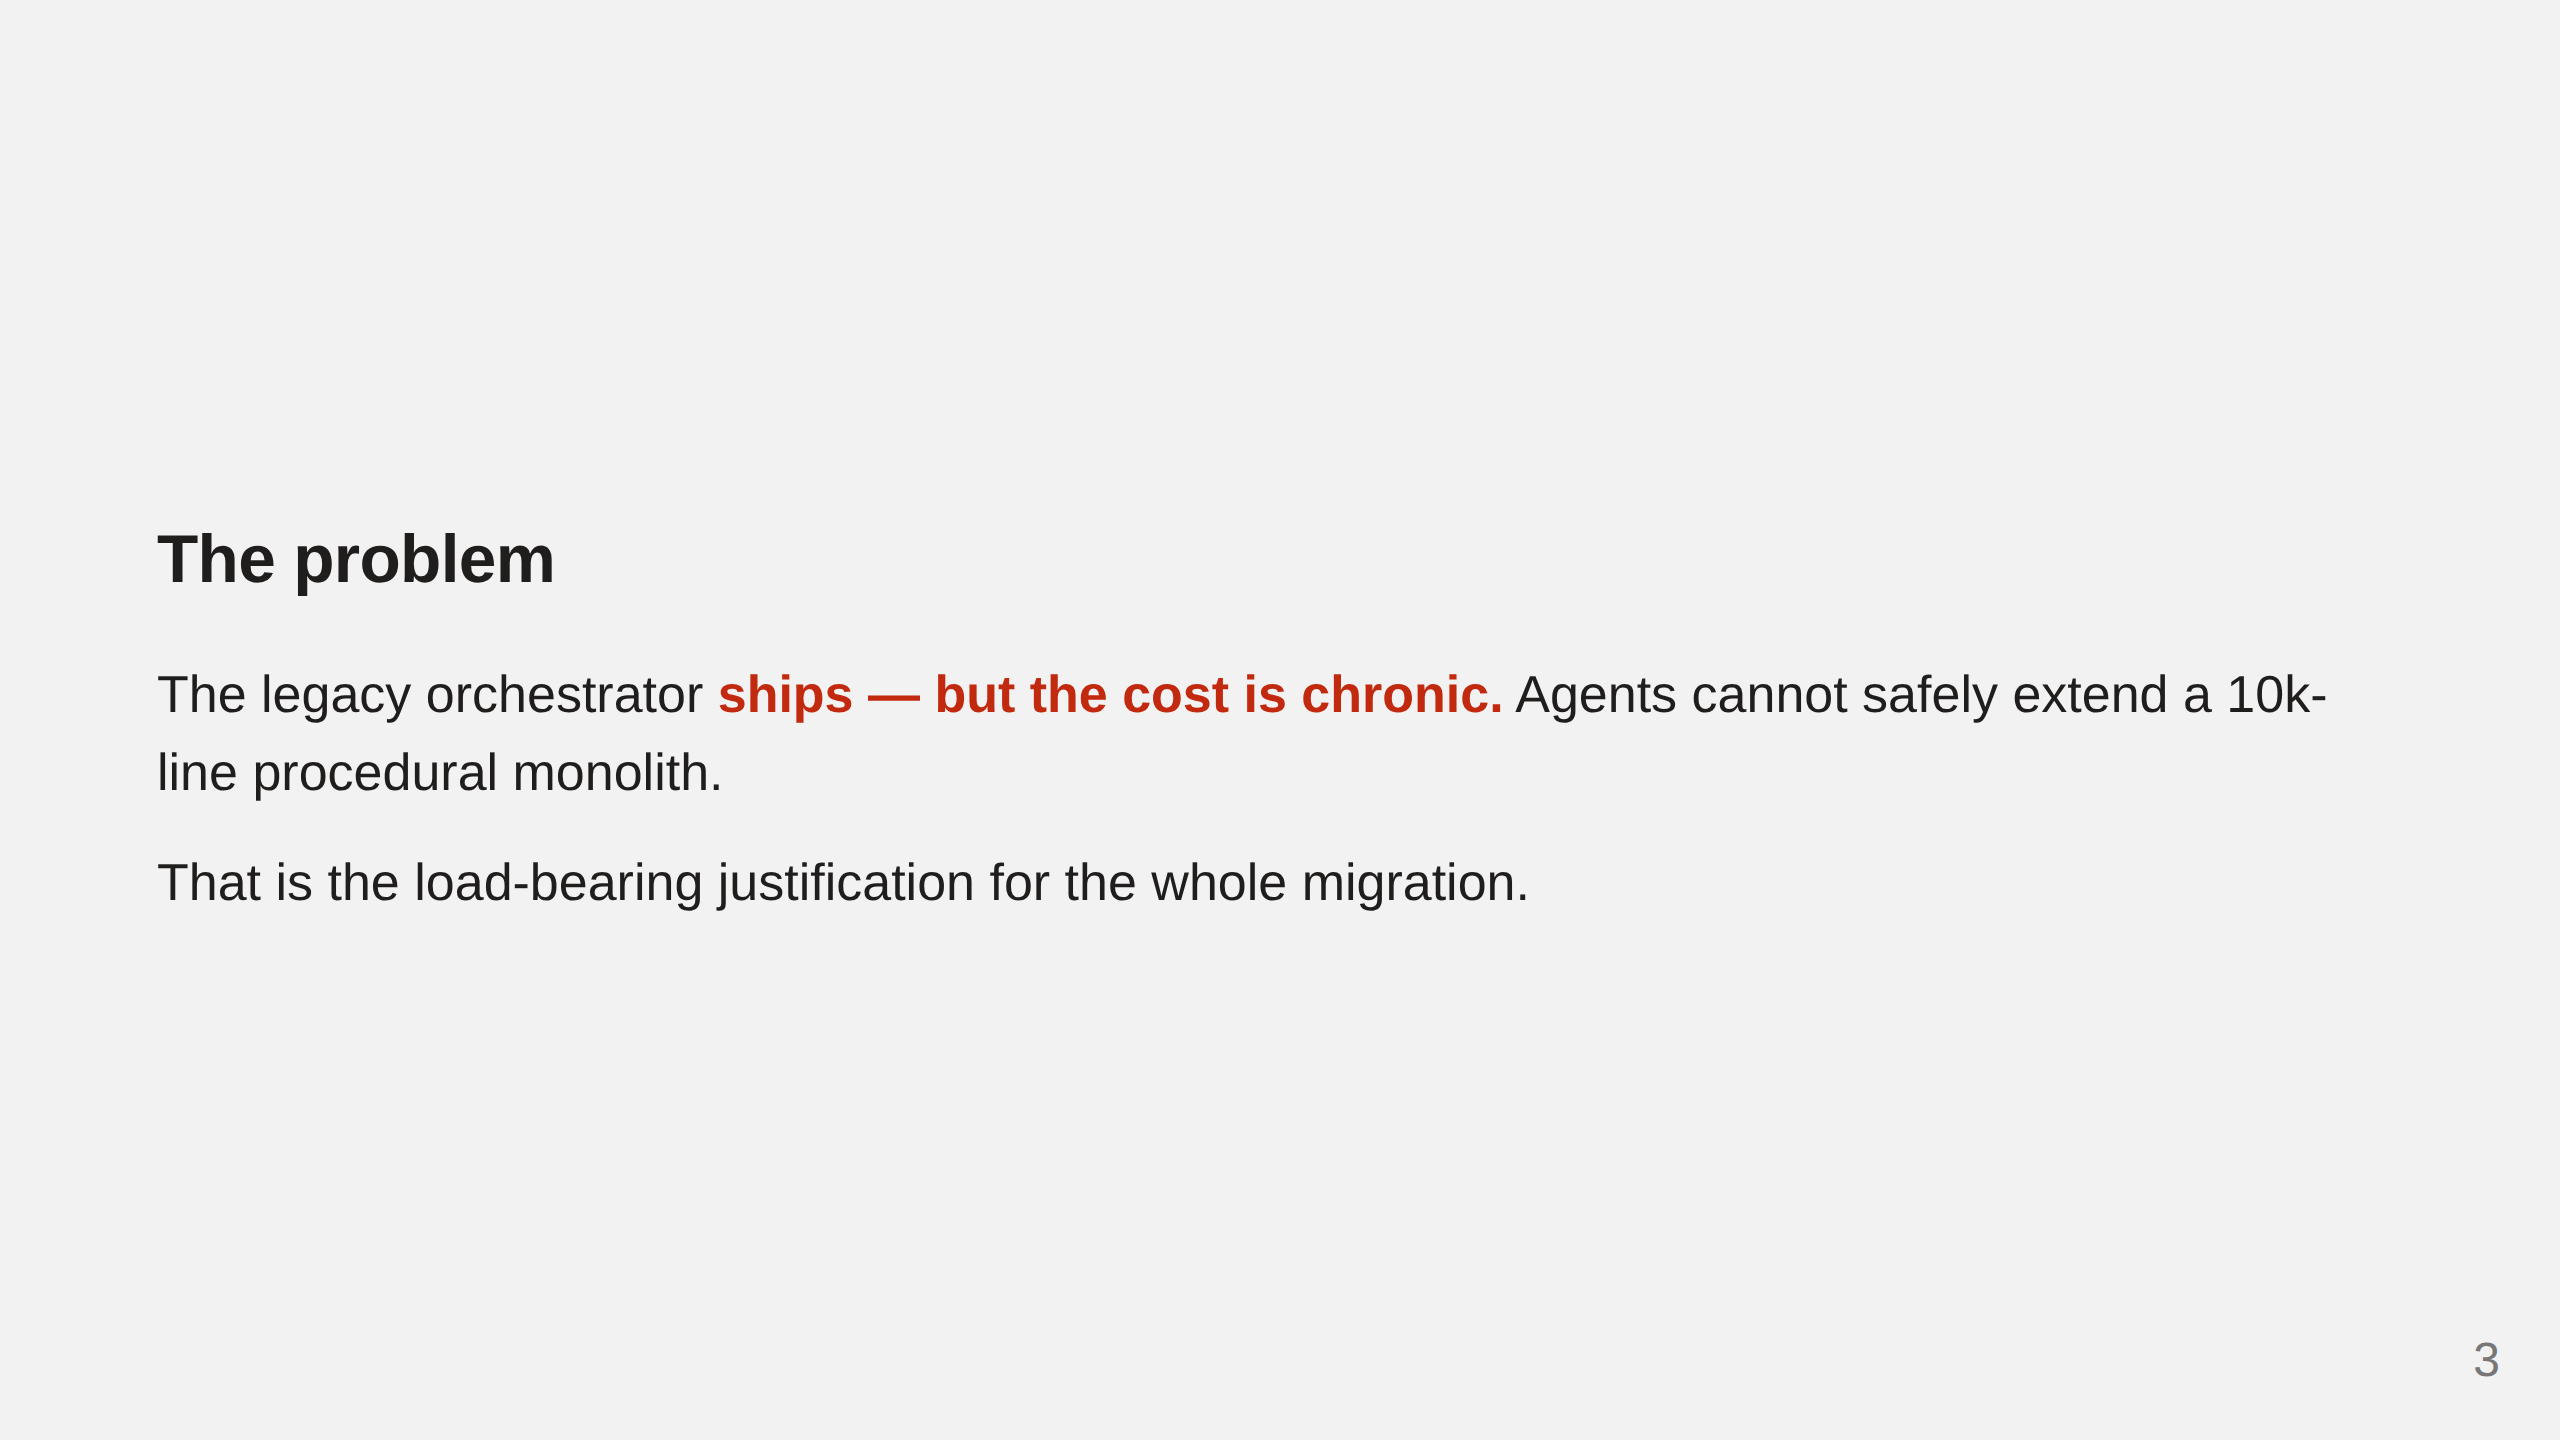 The problem
The legacy orchestrator ships — but the cost is chronic. Agents cannot safely extend a 10k-
line procedural monolith.
That is the load-bearing justification for the whole migration.
3